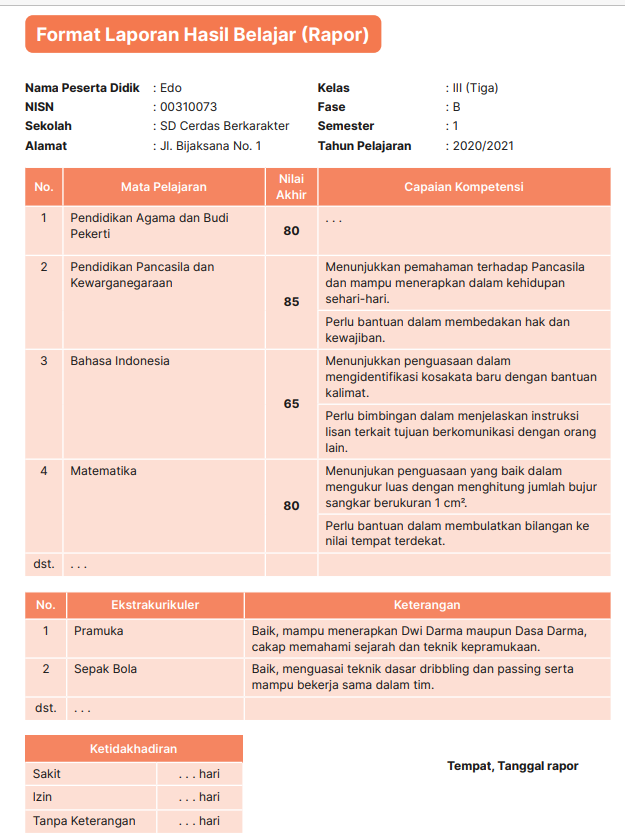 Format Laporan Hasil Belajar (Rapor)
Nama Peserta Didik : Edo Kelas : III (Tiga)
NISN : 00310073 Fase : B
Sekolah : SD Cerdas Berkarakter Semester : 1
Alamat : Jl. Bijaksana No. 1 Tahun Pelajaran : 2020/2021
No. Mata Pelajaran Nilai Akhir Capaian Kompetensi
1 Pendidikan Agama dan Budi
Pekerti
80
. . .
2 Pendidikan Pancasila dan
Kewarganegaraan
85
Menunjukkan pemahaman terhadap Pancasila
dan mampu menerapkan dalam kehidupan
sehari-hari.
Perlu bantuan dalam membedakan hak dan
kewajiban.
3 Bahasa Indonesia
65
Menunjukkan penguasaan dalam
mengidentifikasi kosakata baru dengan bantuan
kalimat.
Perlu bimbingan dalam menjelaskan instruksi
lisan terkait tujuan berkomunikasi dengan orang
lain.
4 Matematika
80
Menunjukan penguasaan yang baik dalam
mengukur luas dengan menghitung jumlah bujur
sangkar berukuran 1 cm².
Perlu bantuan dalam membulatkan bilangan ke
nilai tempat terdekat.
dst. . . .
No. Ekstrakurikuler Keterangan
1 Pramuka
Baik, mampu menerapkan Dwi Darma maupun Dasa Darma,
cakap memahami sejarah dan teknik kepramukaan.
2 Sepak Bola
Baik, menguasai teknik dasar dribbling dan passing serta
mampu bekerja sama dalam tim.
dst. . . .
Ketidakhadiran
Sakit . . . hari
Izin . . . hari
Tanpa Keterangan . . . hari
Tempat, Tanggal rapor